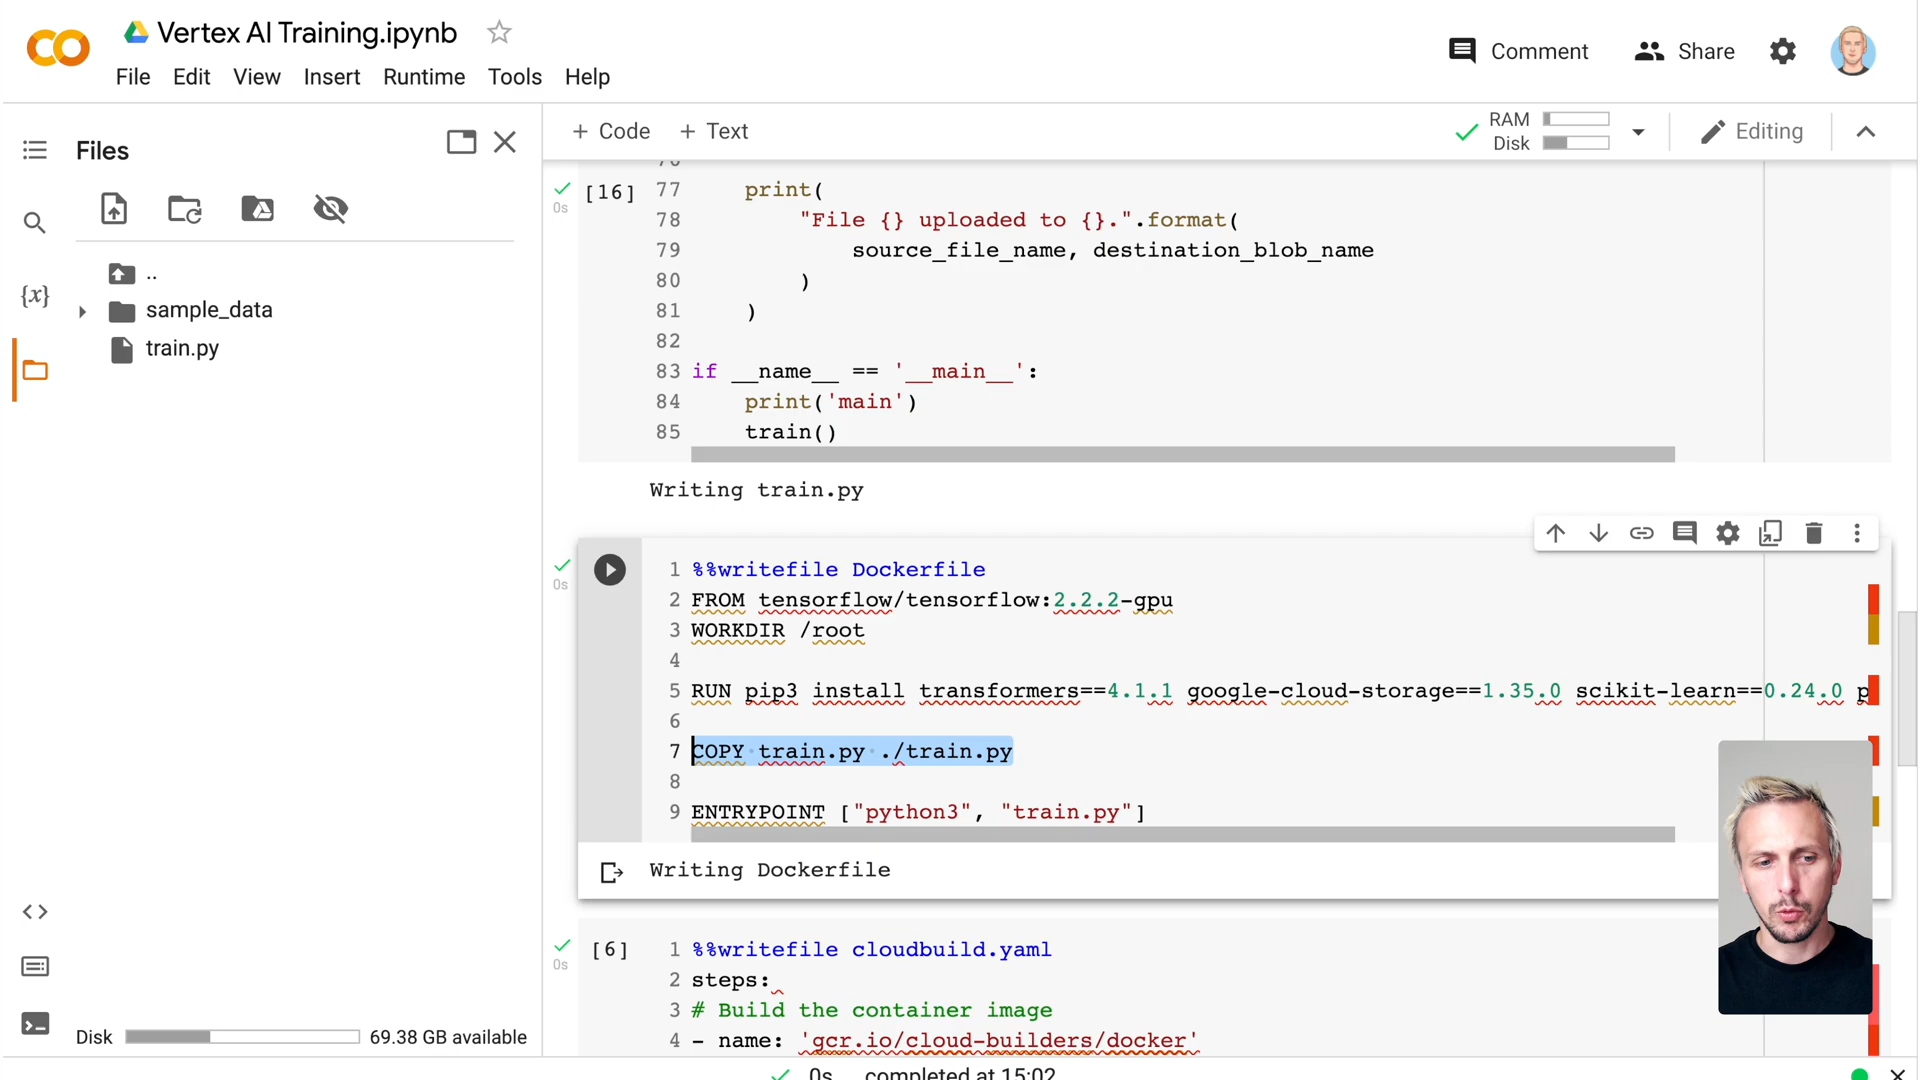 Vertex AI Training.ipynb
File Edit View Insert Runtime Tools Help
Comment
Share
Files
+ Code + Text
RAM
Disk
Editing
{x}
..
sample_data
train.py
Disk 69.38 GB available
0s
[16]
77 print(
78 "File {} uploaded to {}.".format(
79 source_file_name, destination_blob_name
80 )
81 )
82
83 if __name__ == '__main__':
84 print('main')
85 train()
Writing train.py
0s
1 %%writefile Dockerfile
2 FROM tensorflow/tensorflow:2.2.2-gpu
3 WORKDIR /root
4
5 RUN pip3 install transformers==4.1.1 google-cloud-storage==1.35.0 scikit-learn==0.24.0 p
6
7 COPY train.py ./train.py
8
9 ENTRYPOINT ["python3", "train.py"]
Writing Dockerfile
0s
[6]
1 %%writefile cloudbuild.yaml
2 steps:
3 # Build the container image
4 - name: 'gcr.io/cloud-builders/docker'
0s completed at 15:02